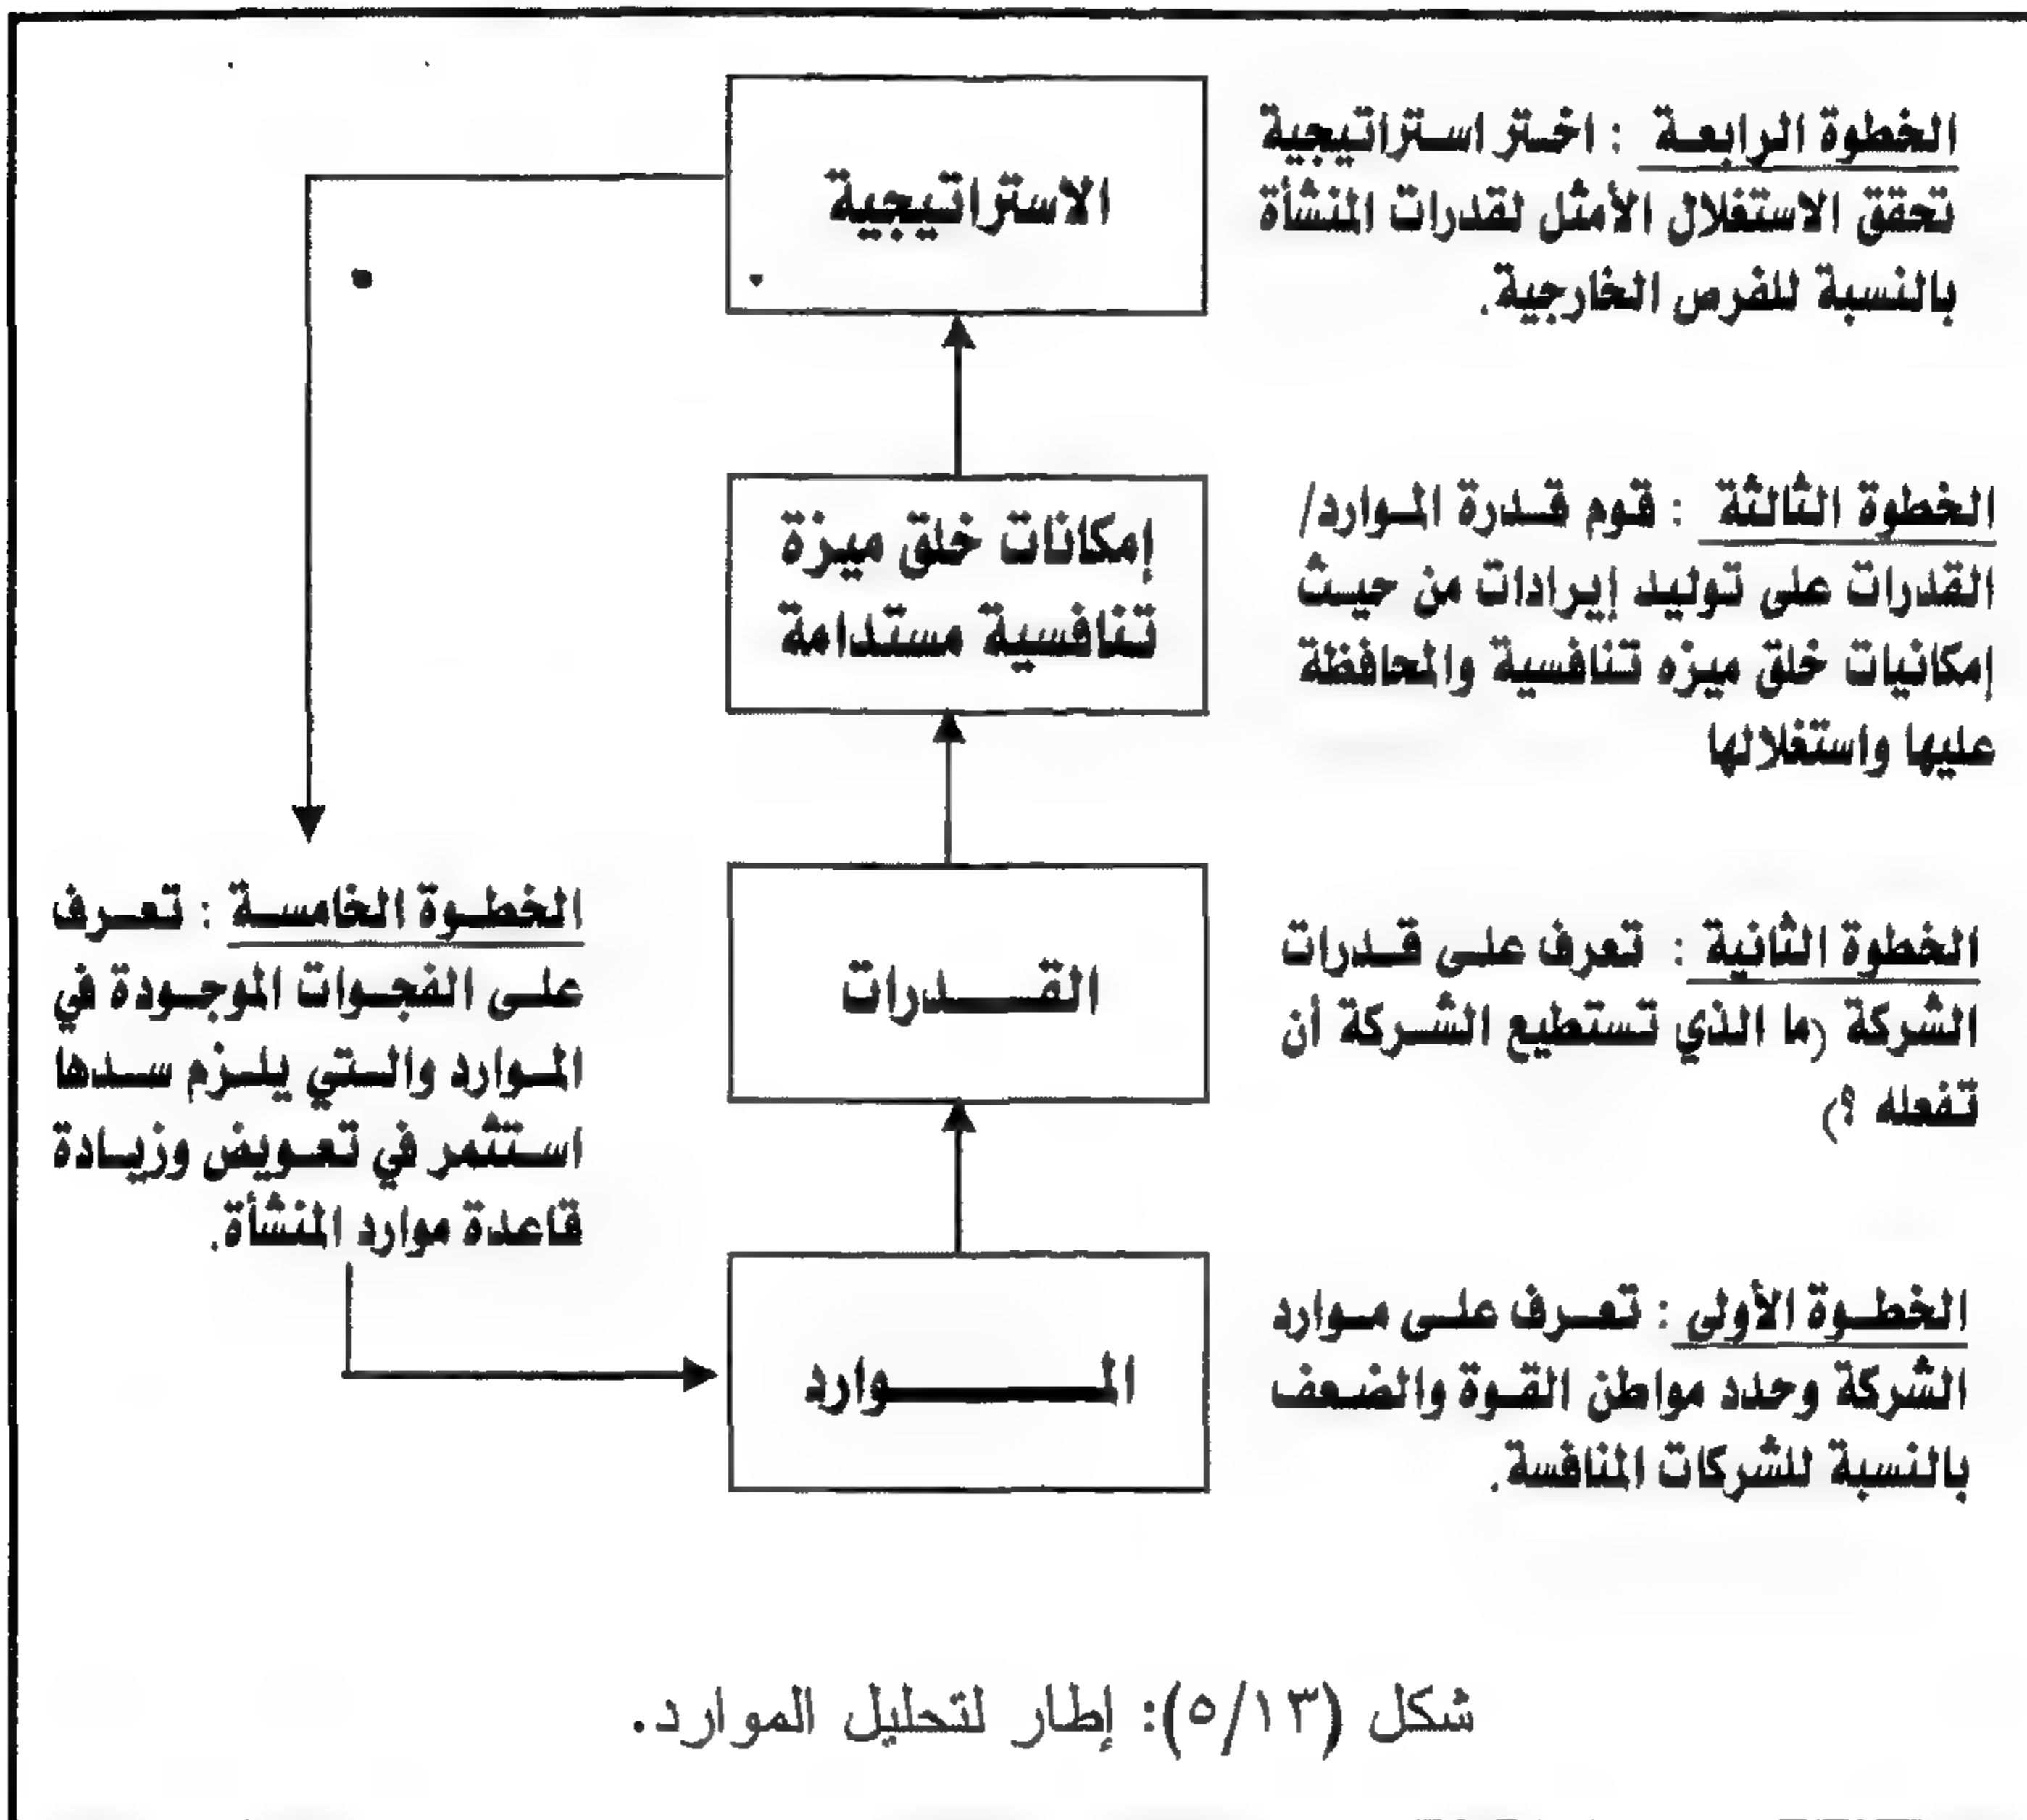 الخطوة الرابعة : اختر استراتيجية
تحقق الاستغلال الأمثل لقدرات المنشأة
بالنسبة للفرص الخارجية.
الاستراتيجية
الخطوة الثالثة : قوم قدرة الموارد/
القدرات على توليد إيرادات من حيث
إمكانيات خلق ميزه تنافسية والمحافظة
عليها واستغلالها
إمكانات خلق ميزة
تنافسية مستدامة
الخطوة الثانية : تعرف على قدرات
الشركة (ما الذي تستطيع الشركة أن
تفعله ؟)
القدرات
الخطوة الخامسة : تعرف
على الفجوات الموجودة في
الموارد والتي يلزم سدها
استثمر في تعويض وزيادة
قاعدة موارد المنشأة.
الخطوة الأولى : تعرف على موارد
الشركة وحدد مواطن القوة والضعف
بالنسبة للشركات المنافسة.
الموارد
شكل (٥/١٣): إطار لتحليل الموارد.